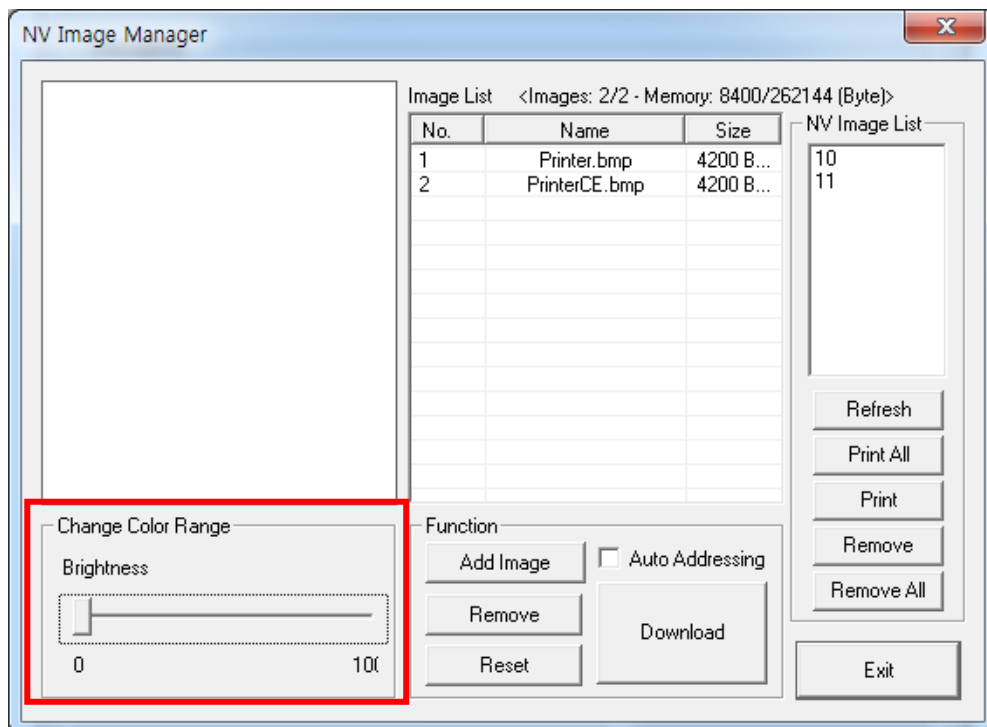 NV Image Manager
Image List <Images: 2/2 - Memory: 8400/262144 (Byte)>
No. Name Size
1 Printer.bmp 4200 B...
2 PrinterCE.bmp 4200 B...
NV Image List
10
11
Refresh
Print All
Print
Remove
Remove All
Exit
Change Color Range
Brightness
0 10(
Function
Add Image
Auto Addressing
Remove
Download
Reset